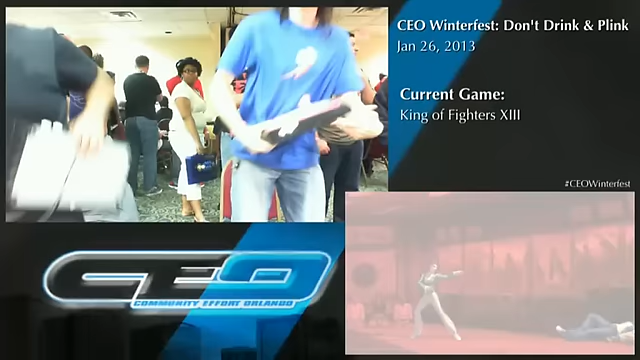 CEO Winterfest: Don't Drink & Plink
Jan 26, 2013
Current Game:
King of Fighters XIII
#CEOWinterfest
CEO
COMMUNITY EFFORT ORLANDO